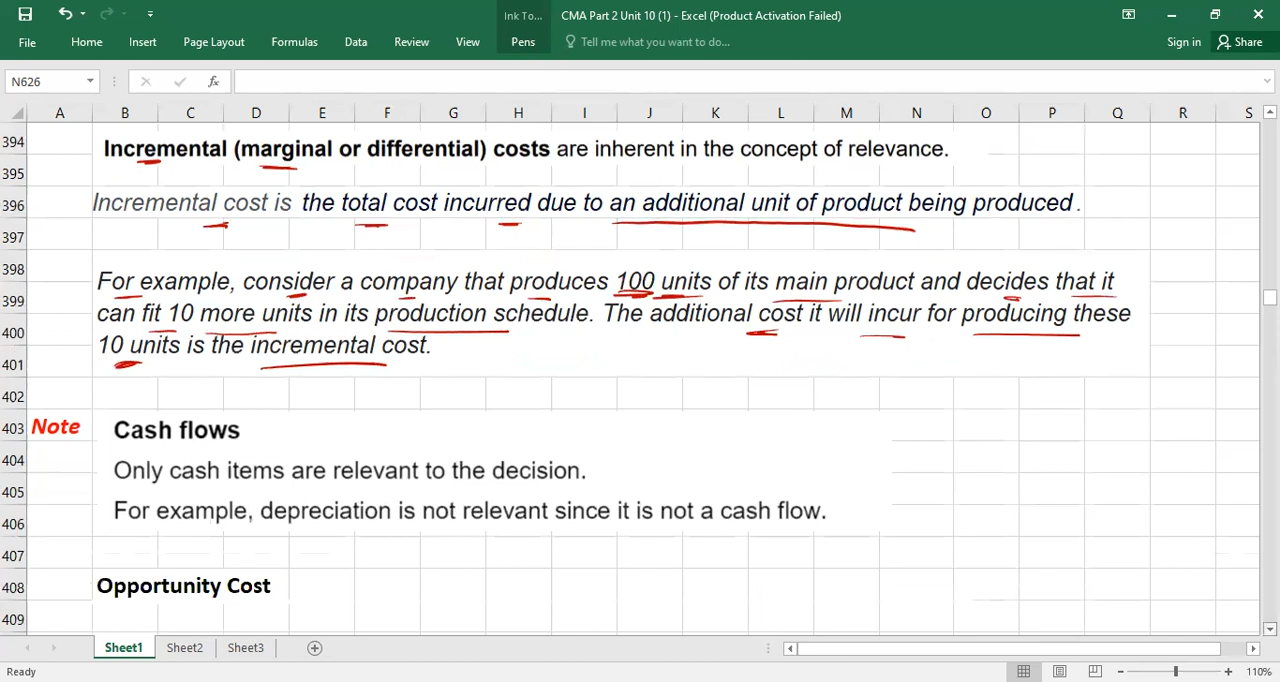 Ink To...
CMA Part 2 Unit 10 (1) - Excel (Product Activation Failed)
File Home Insert Page Layout Formulas Data Review View Pens Tell me what you want to do... Sign in Share
N626 fx
A B C D E F G H I J K L M N O P Q R S
394 Incremental (marginal or differential) costs are inherent in the concept of relevance.
395
396 Incremental cost is the total cost incurred due to an additional unit of product being produced.
397
398 For example, consider a company that produces 100 units of its main product and decides that it
399 can fit 10 more units in its production schedule. The additional cost it will incur for producing these
400 10 units is the incremental cost.
401
402
403 Note Cash flows
404 Only cash items are relevant to the decision.
405
406 For example, depreciation is not relevant since it is not a cash flow.
407
408 Opportunity Cost
409
Sheet1 Sheet2 Sheet3
Ready 110%